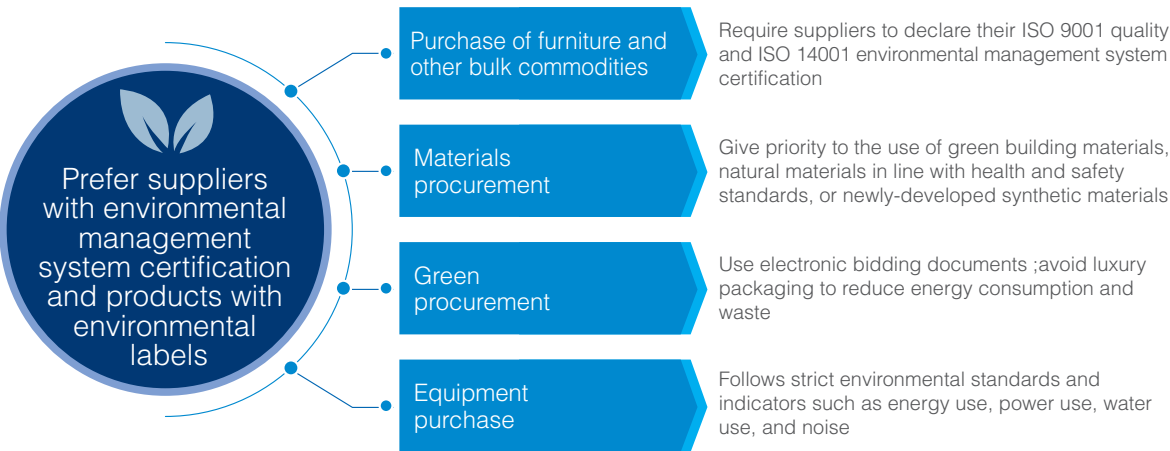 Prefer suppliers
with environmental
management
system certification
and products with
environmental
labels
Purchase of furniture and
other bulk commodities
Require suppliers to declare their ISO 9001 quality
and ISO 14001 environmental management system
certification
Materials
procurement
Give priority to the use of green building materials,
natural materials in line with health and safety
standards, or newly-developed synthetic materials
Green
procurement
Use electronic bidding documents ;avoid luxury
packaging to reduce energy consumption and
waste
Equipment
purchase
Follows strict environmental standards and
indicators such as energy use, power use, water
use, and noise